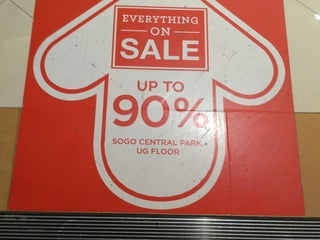 EVERYTHING
ON
SALE
UP TO
90%
SOGO CENTRAL PARK,
UG FLOOR